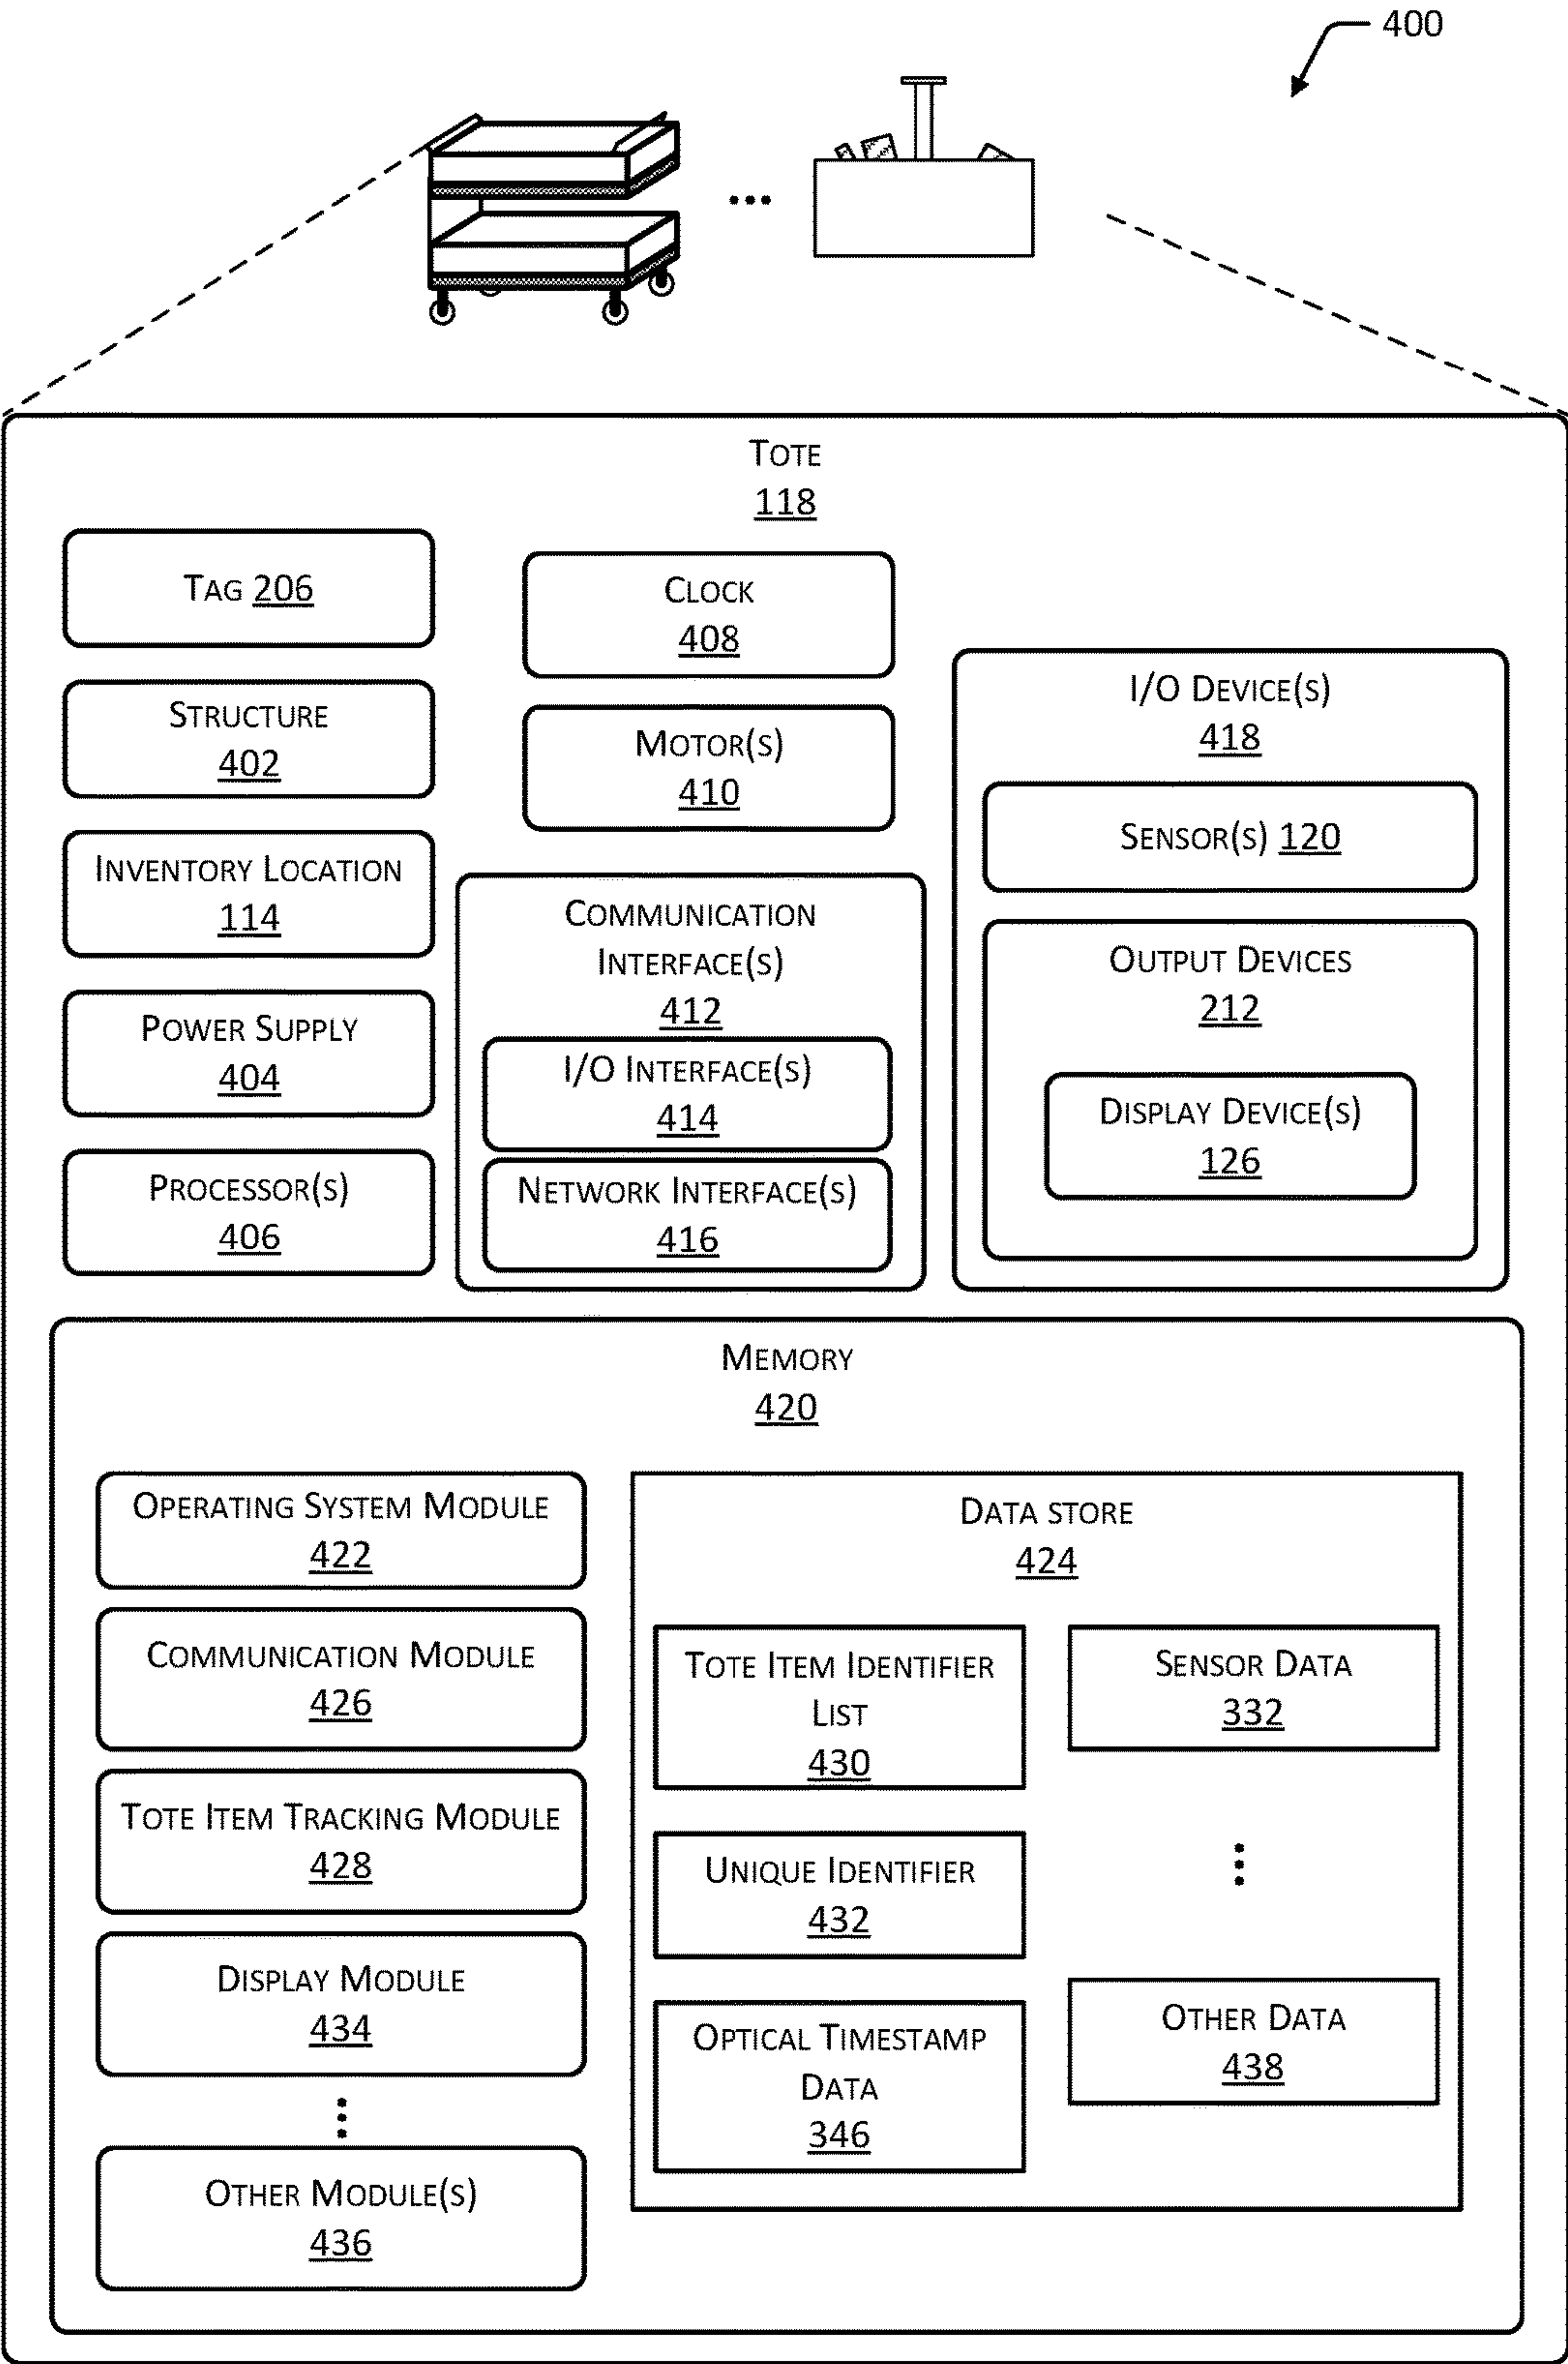 400
Tote
118
Tag 206
Structure
402
Inventory Location
114
Power Supply
404
Processor(s)
406
Clock
408
Motor(s)
410
Communication
Interface(s)
412
I/O Interface(s)
414
Network Interface(s)
416
I/O Device(s)
418
Sensor(s) 120
Output Devices
212
Display Device(s)
126
Memory
420
Operating System Module
422
Communication Module
426
Tote Item Tracking Module
428
Display Module
434
Other Module(s)
436
Data store
424
Tote Item Identifier
List
430
Unique Identifier
432
Optical Timestamp
Data
346
Sensor Data
332
Other Data
438